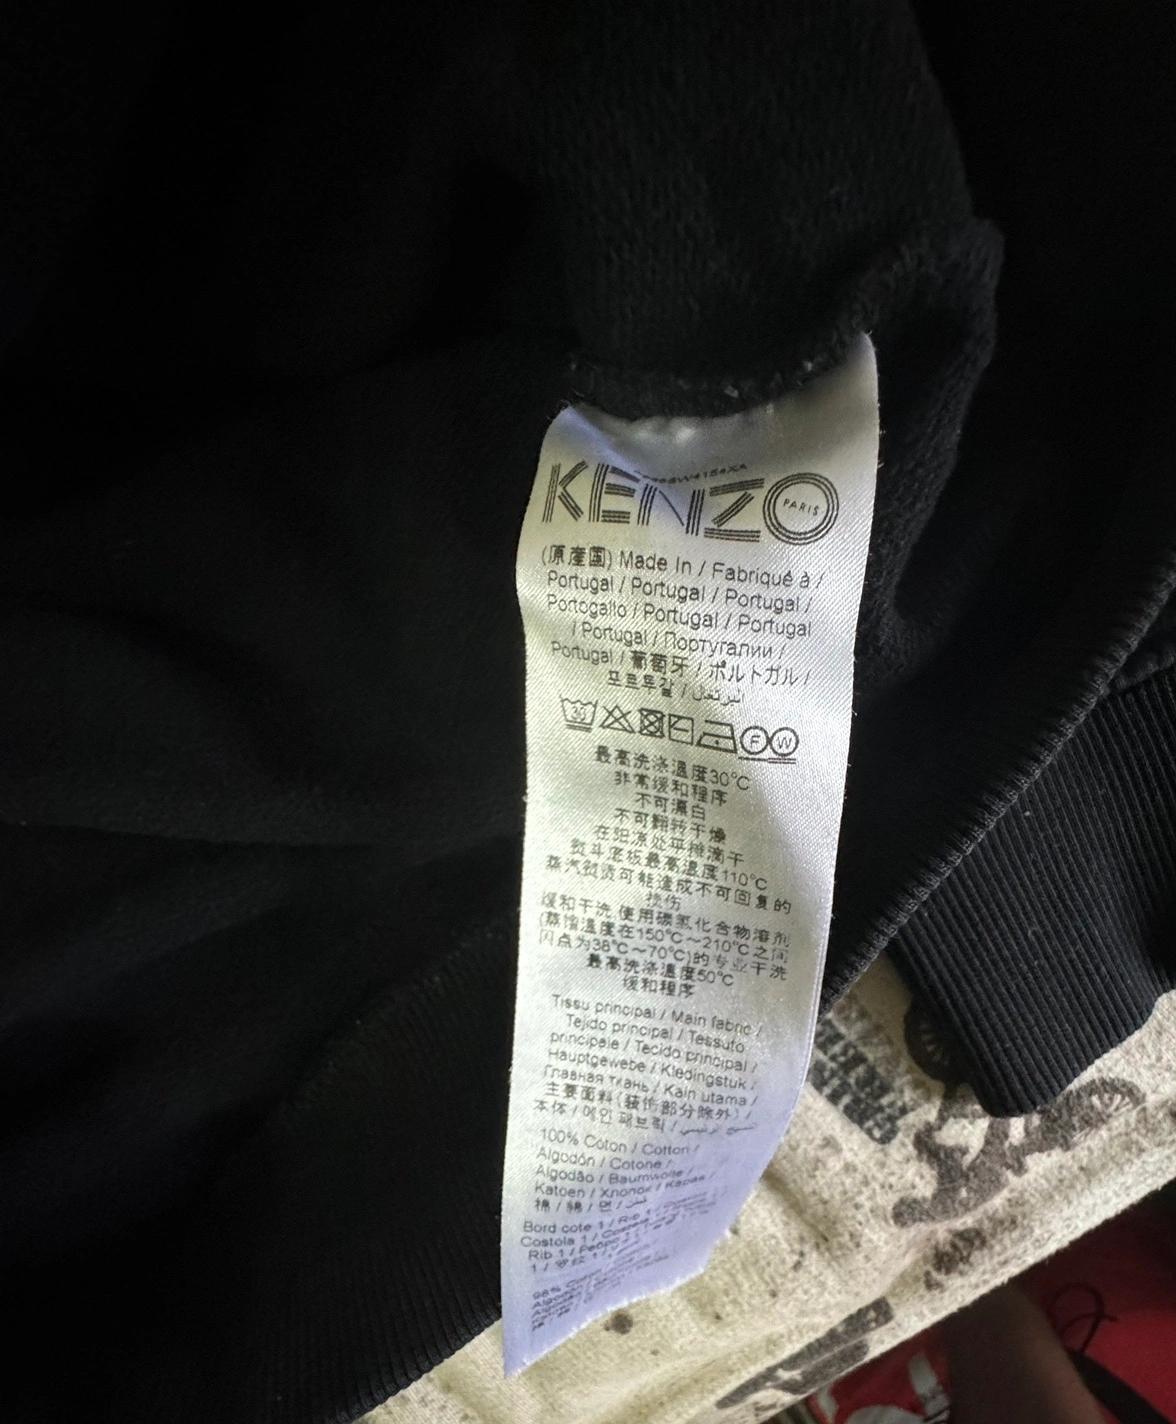 KENZO PARIS
(原産国) Made In / Fabriqué à /
Portugal / Portugal / Portugal /
Portogallo / Portugal / Portugal
/ Portugal / Португалии /
Portugal / 葡萄牙 / ポルトガル /
포르투갈 / البرتغال
30 F W
最高洗涤温度30℃
非常缓和程序
不可漂白
不可翻转干燥
在阴凉处平摊滴干
熨斗底板最高温度110℃
蒸汽熨烫可能造成不可回复的
损伤
缓和干洗 使用碳氢化合物溶剂
(蒸馏温度在150℃～210℃之间
闪点为38℃～70℃)的专业干洗
最高洗涤温度50℃
缓和程序
Tissu principal / Main fabric /
Tejido principal / Tessuto
principale / Tecido principal /
Hauptgewebe / Kledingstuk /
Главная ткань / Kain utama /
主要面料(装饰部分除外) /
本体 / 메인 패브릭 /
100% Coton / Cotton /
Algodón / Cotone /
Algodão / Baumwolle /
Katoen / Хлопок / Kapas /
棉 / 綿 / 면 / قطن
Bord cote 1 / Rib 1 /
Costola 1 /
Rib 1 /
1 / 罗纹 1 /
98%